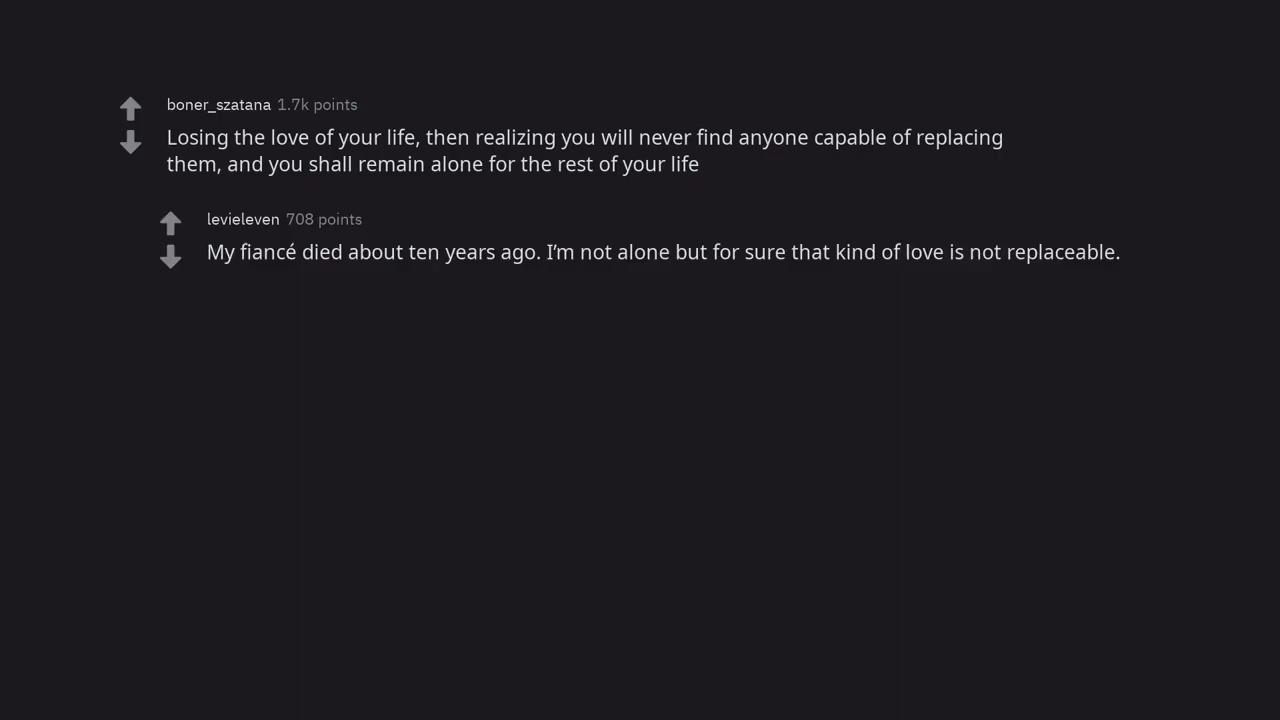 boner_szatana 1.7k points
Losing the love of your life, then realizing you will never find anyone capable of replacing
them, and you shall remain alone for the rest of your life
levieleven 708 points
My fiancé died about ten years ago. I’m not alone but for sure that kind of love is not replaceable.